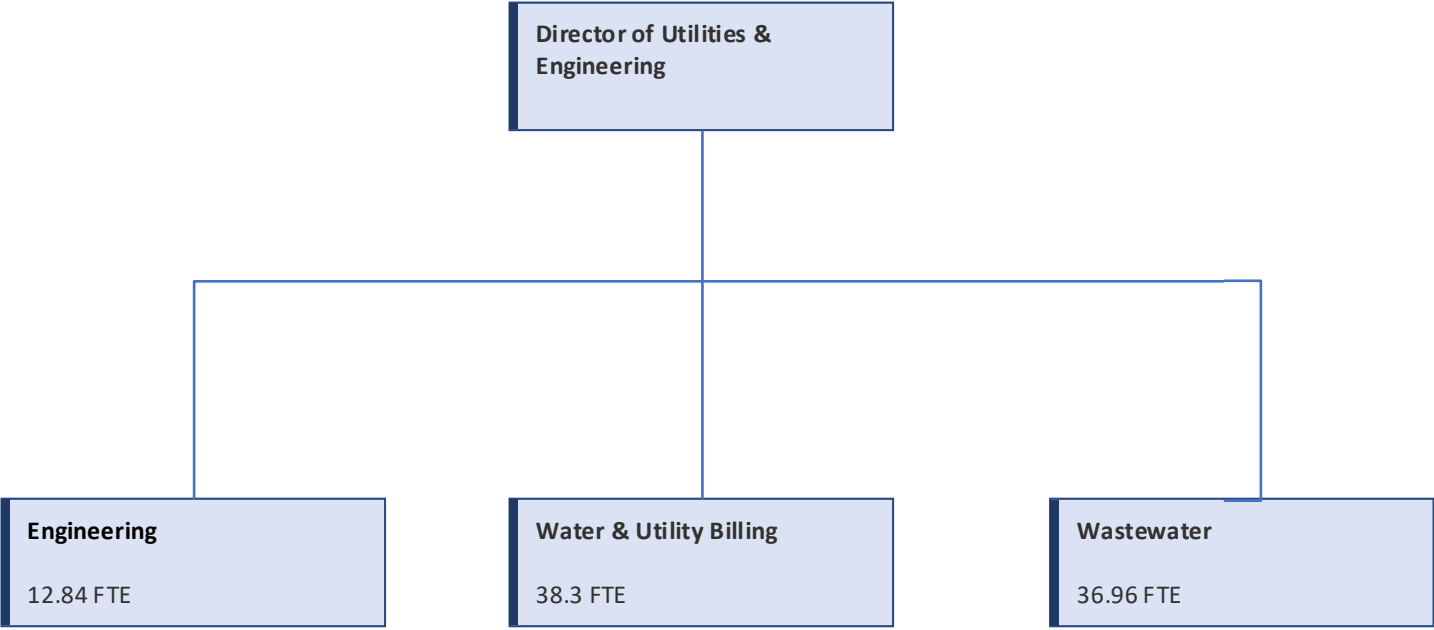 Director of Utilities &
Engineering
Engineering
12.84 FTE
Water & Utility Billing
38.3 FTE
Wastewater
36.96 FTE